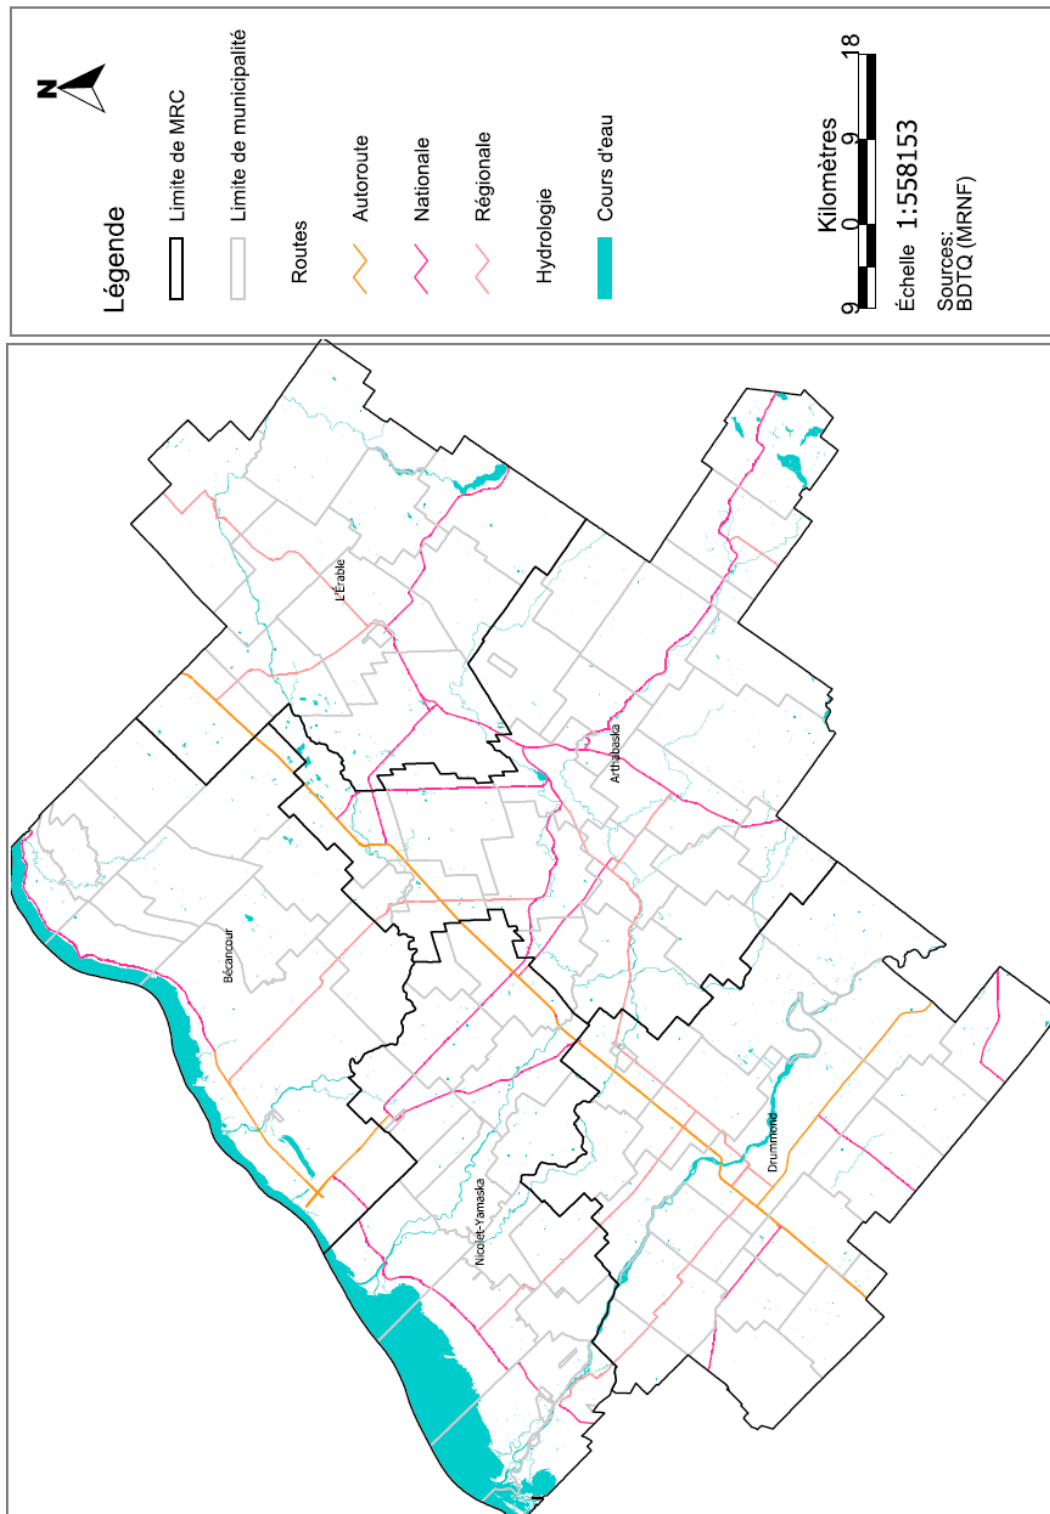 N
Légende
Limite de MRC
Limite de municipalité
Routes
Autoroute
Nationale
Régionale
Hydrologie
Cours d'eau
Kilomètres
9 0 9 18
Échelle 1:558153
Sources:
BDTQ (MRNF)
L'Érable
Bécancour
Arthabaska
Nicolet-Yamaska
Drummond